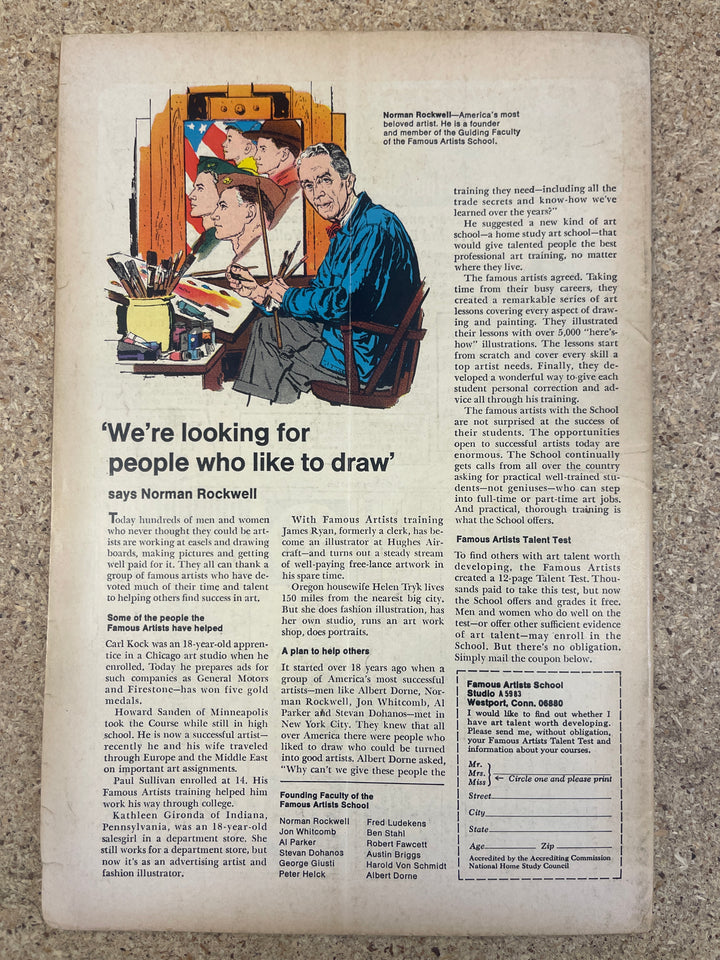 Norman Rockwell—America's most
beloved artist. He is a founder
and member of the Guiding Faculty
of the Famous Artists School.
'We're looking for
people who like to draw'
says Norman Rockwell
Today hundreds of men and women
who never thought they could be art-
ists are working at easels and drawing
boards, making pictures and getting
well paid for it. They all can thank a
group of famous artists who have de-
voted much of their time and talent
to helping others find success in art.
Some of the people the
Famous Artists have helped
Carl Kock was an 18-year-old appren-
tice in a Chicago art studio when he
enrolled. Today he prepares ads for
such companies as General Motors
and Firestone—has won five gold
medals.
Howard Sanden of Minneapolis
took the Course while still in high
school. He is now a successful artist—
recently he and his wife traveled
through Europe and the Middle East
on important art assignments.
Paul Sullivan enrolled at 14. His
Famous Artists training helped him
work his way through college.
Kathleen Gironda of Indiana,
Pennsylvania, was an 18-year-old
salesgirl in a department store. She
still works for a department store, but
now it's as an advertising artist and
fashion illustrator.
With Famous Artists training
James Ryan, formerly a clerk, has be-
come an illustrator at Hughes Air-
craft—and turns out a steady stream
of well-paying free-lance artwork in
his spare time.
Oregon housewife Helen Tryk lives
150 miles from the nearest big city.
But she does fashion illustration, has
her own studio, runs an art work
shop, does portraits.
A plan to help others
It started over 18 years ago when a
group of America's most successful
artists—men like Albert Dorne, Nor-
man Rockwell, Jon Whitcomb, Al
Parker and Stevan Dohanos—met in
New York City. They knew that all
over America there were people who
liked to draw who could be turned
into good artists. Albert Dorne asked,
"Why can't we give these people the
Founding Faculty of the
Famous Artists School
Norman Rockwell
Jon Whitcomb
Al Parker
Stevan Dohanos
George Giusti
Peter Helck
Fred Ludekens
Ben Stahl
Robert Fawcett
Austin Briggs
Harold Von Schmidt
Albert Dorne
training they need—including all the
trade secrets and know-how we've
learned over the years?"
He suggested a new kind of art
school—a home study art school—that
would give talented people the best
professional art training, no matter
where they live.
The famous artists agreed. Taking
time from their busy careers, they
created a remarkable series of art
lessons covering every aspect of draw-
ing and painting. They illustrated
their lessons with over 5,000 "here's-
how" illustrations. The lessons start
from scratch and cover every skill a
top artist needs. Finally, they de-
veloped a wonderful way to give each
student personal correction and ad-
vice all through his training.
The famous artists with the School
are not surprised at the success of
their students. The opportunities
open to successful artists today are
enormous. The School continually
gets calls from all over the country
asking for practical well-trained stu-
dents—not geniuses—who can step
into full-time or part-time art jobs.
And practical, thorough training is
what the School offers.
Famous Artists Talent Test
To find others with art talent worth
developing, the Famous Artists
created a 12-page Talent Test. Thou-
sands paid to take this test, but now
the School offers and grades it free.
Men and women who do well on the
test—or offer other sufficient evidence
of art talent—may enroll in the
School. But there's no obligation.
Simply mail the coupon below.
Famous Artists School
Studio A5983
Westport, Conn. 06880
I would like to find out whether I
have art talent worth developing.
Please send me, without obligation,
your Famous Artists Talent Test and
information about your courses.
Mr.
Mrs.
Miss
← Circle one and please print
Street
City
State
Age Zip
Accredited by the Accrediting Commission
National Home Study Council